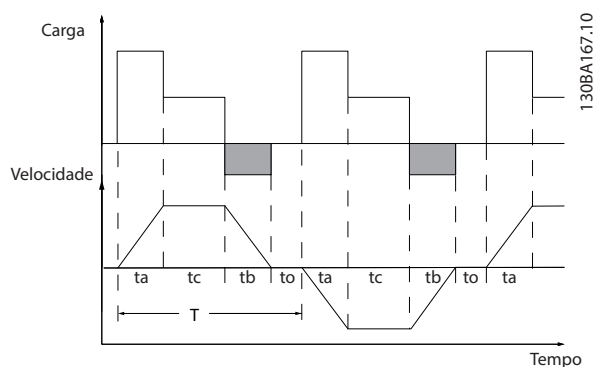 Carga
130BA167.10
Velocidade
ta tc tb to ta tc tb to ta
T
Tempo